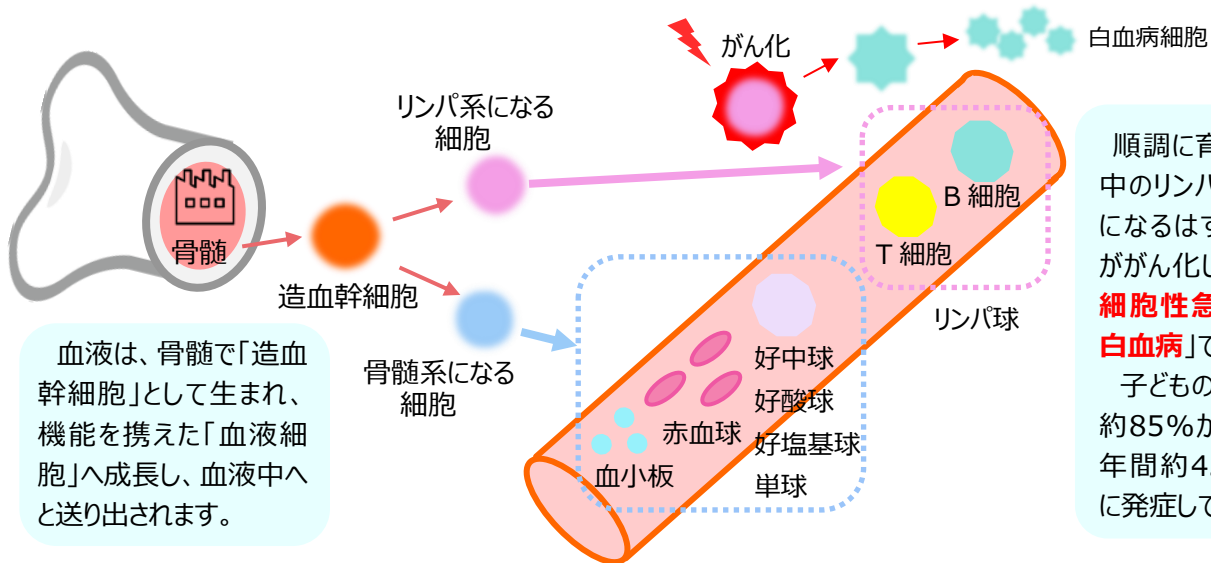 がん化
白血病細胞
リンパ系になる
細胞
骨髄
造血幹細胞
骨髄系になる
細胞
B 細胞
T 細胞
リンパ球
好中球
好酸球
好塩基球
単球
赤血球
血小板
血液は、骨髄で「造血
幹細胞」として生まれ、
機能を携えた「血液細
胞」へ成長し、血液中へ
と送り出されます。
順調に育
中のリンパ
になるはず
ががん化し
細胞性急
白血病」で
子どもの
約85%が
年間約4
に発症して